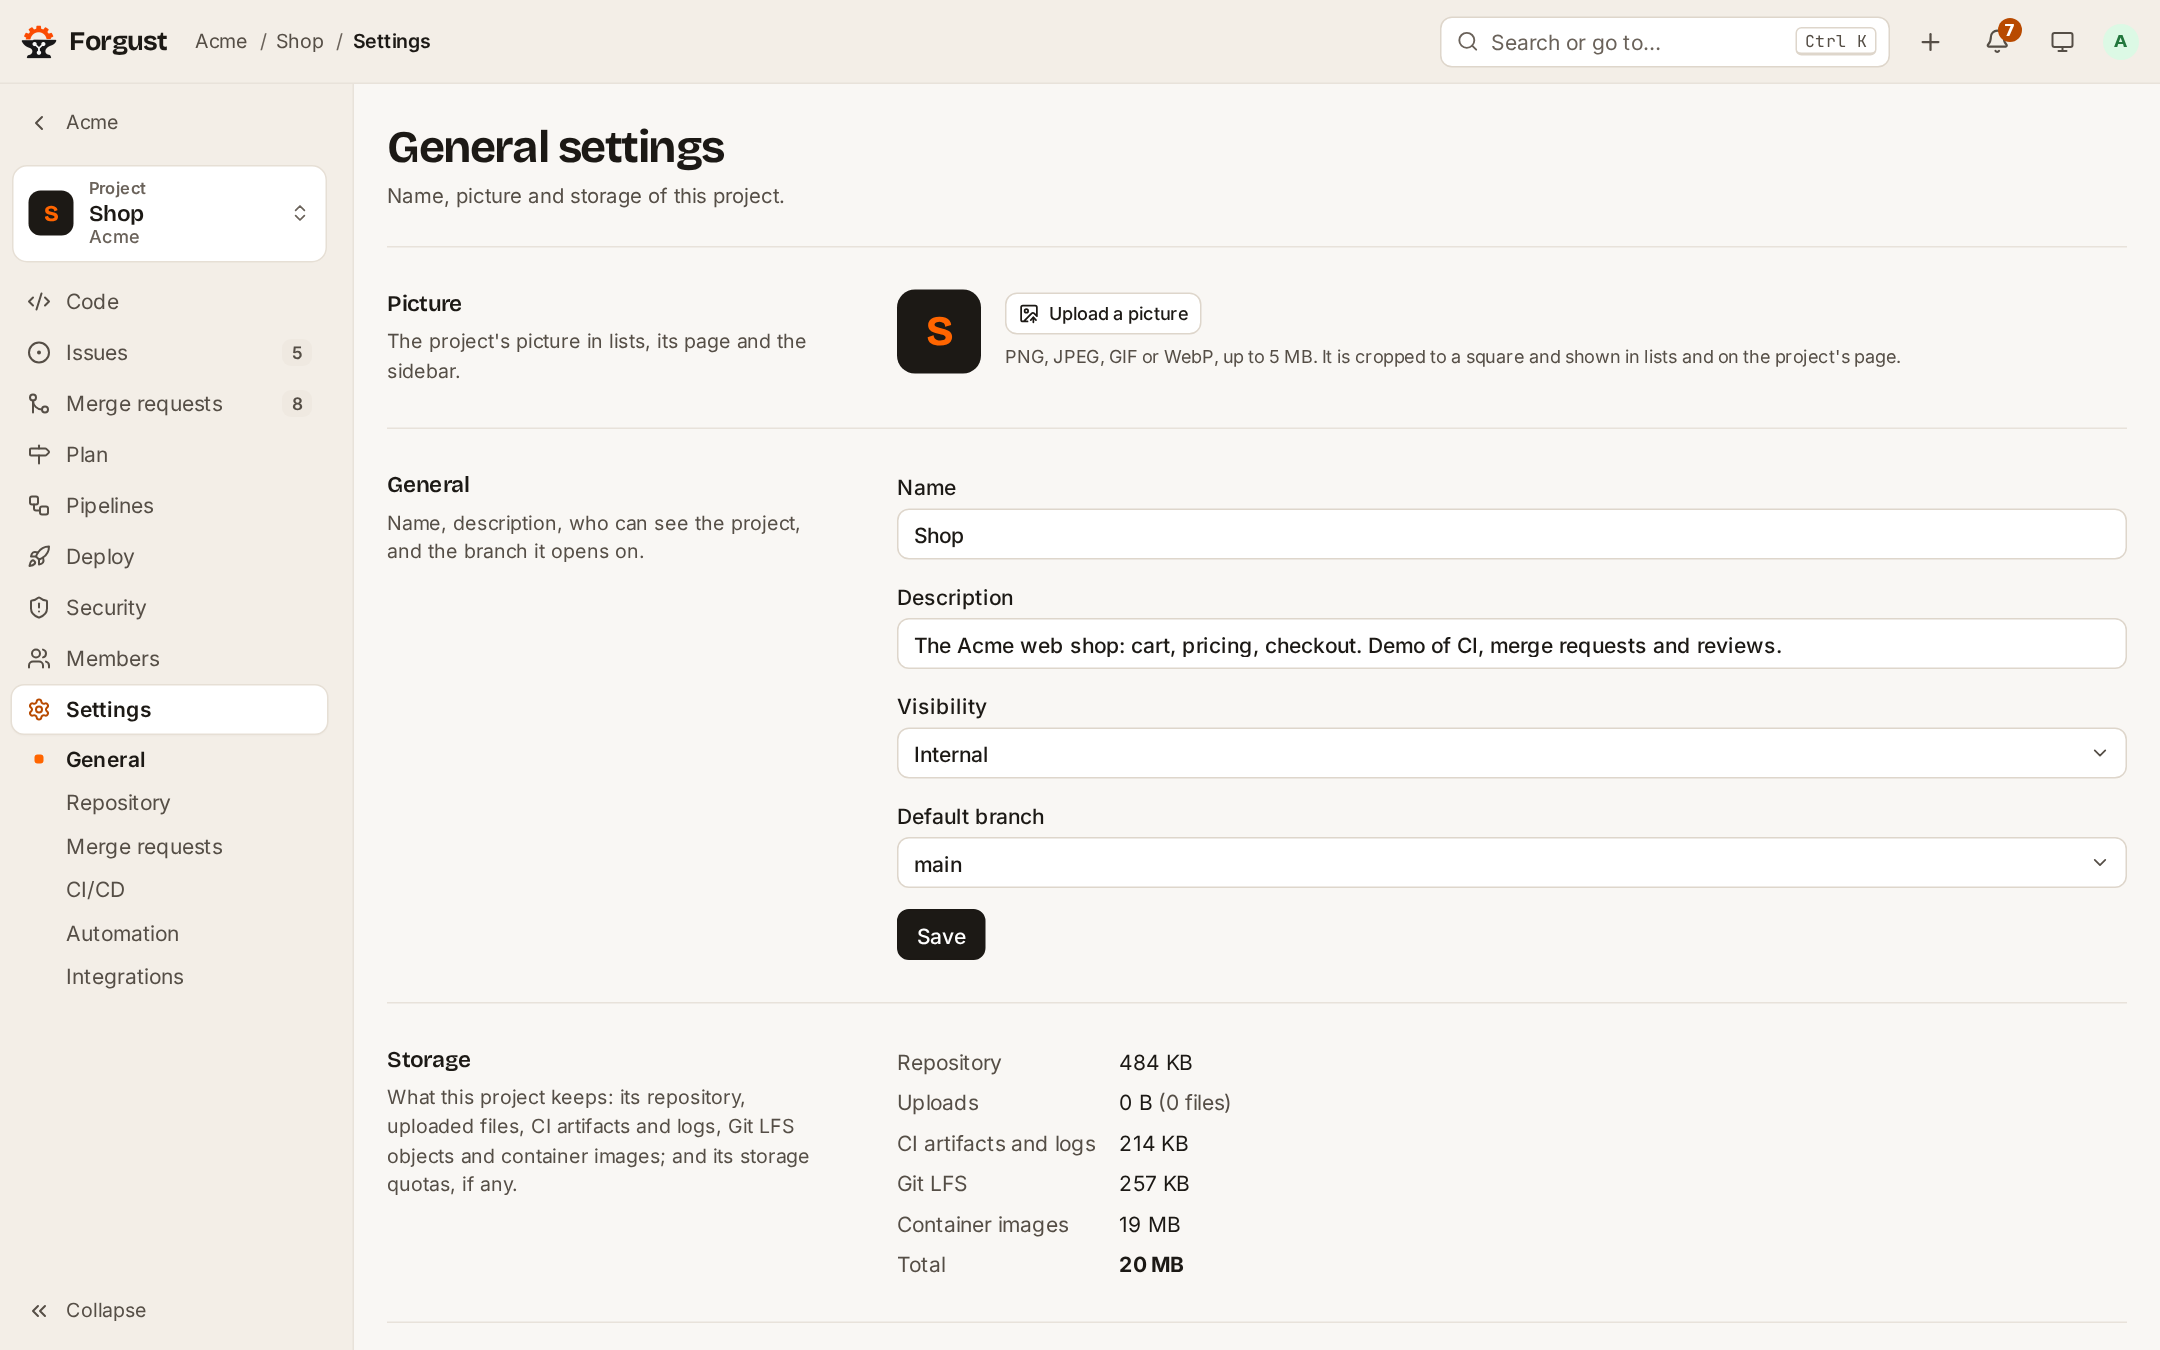 Forgust
Acme / Shop / Settings
Search or go to...
Ctrl K
7
A
Acme
S
Project
Shop
Acme
Code
Issues 5
Merge requests 8
Plan
Pipelines
Deploy
Security
Members
Settings
General
Repository
Merge requests
CI/CD
Automation
Integrations
Collapse
General settings
Name, picture and storage of this project.
Picture
The project's picture in lists, its page and the
sidebar.
S
Upload a picture
PNG, JPEG, GIF or WebP, up to 5 MB. It is cropped to a square and shown in lists and on the project's page.
General
Name, description, who can see the project,
and the branch it opens on.
Name
Shop
Description
The Acme web shop: cart, pricing, checkout. Demo of CI, merge requests and reviews.
Visibility
Internal
Default branch
main
Save
Storage
What this project keeps: its repository,
uploaded files, CI artifacts and logs, Git LFS
objects and container images; and its storage
quotas, if any.
Repository 484 KB
Uploads 0 B (0 files)
CI artifacts and logs 214 KB
Git LFS 257 KB
Container images 19 MB
Total 20 MB